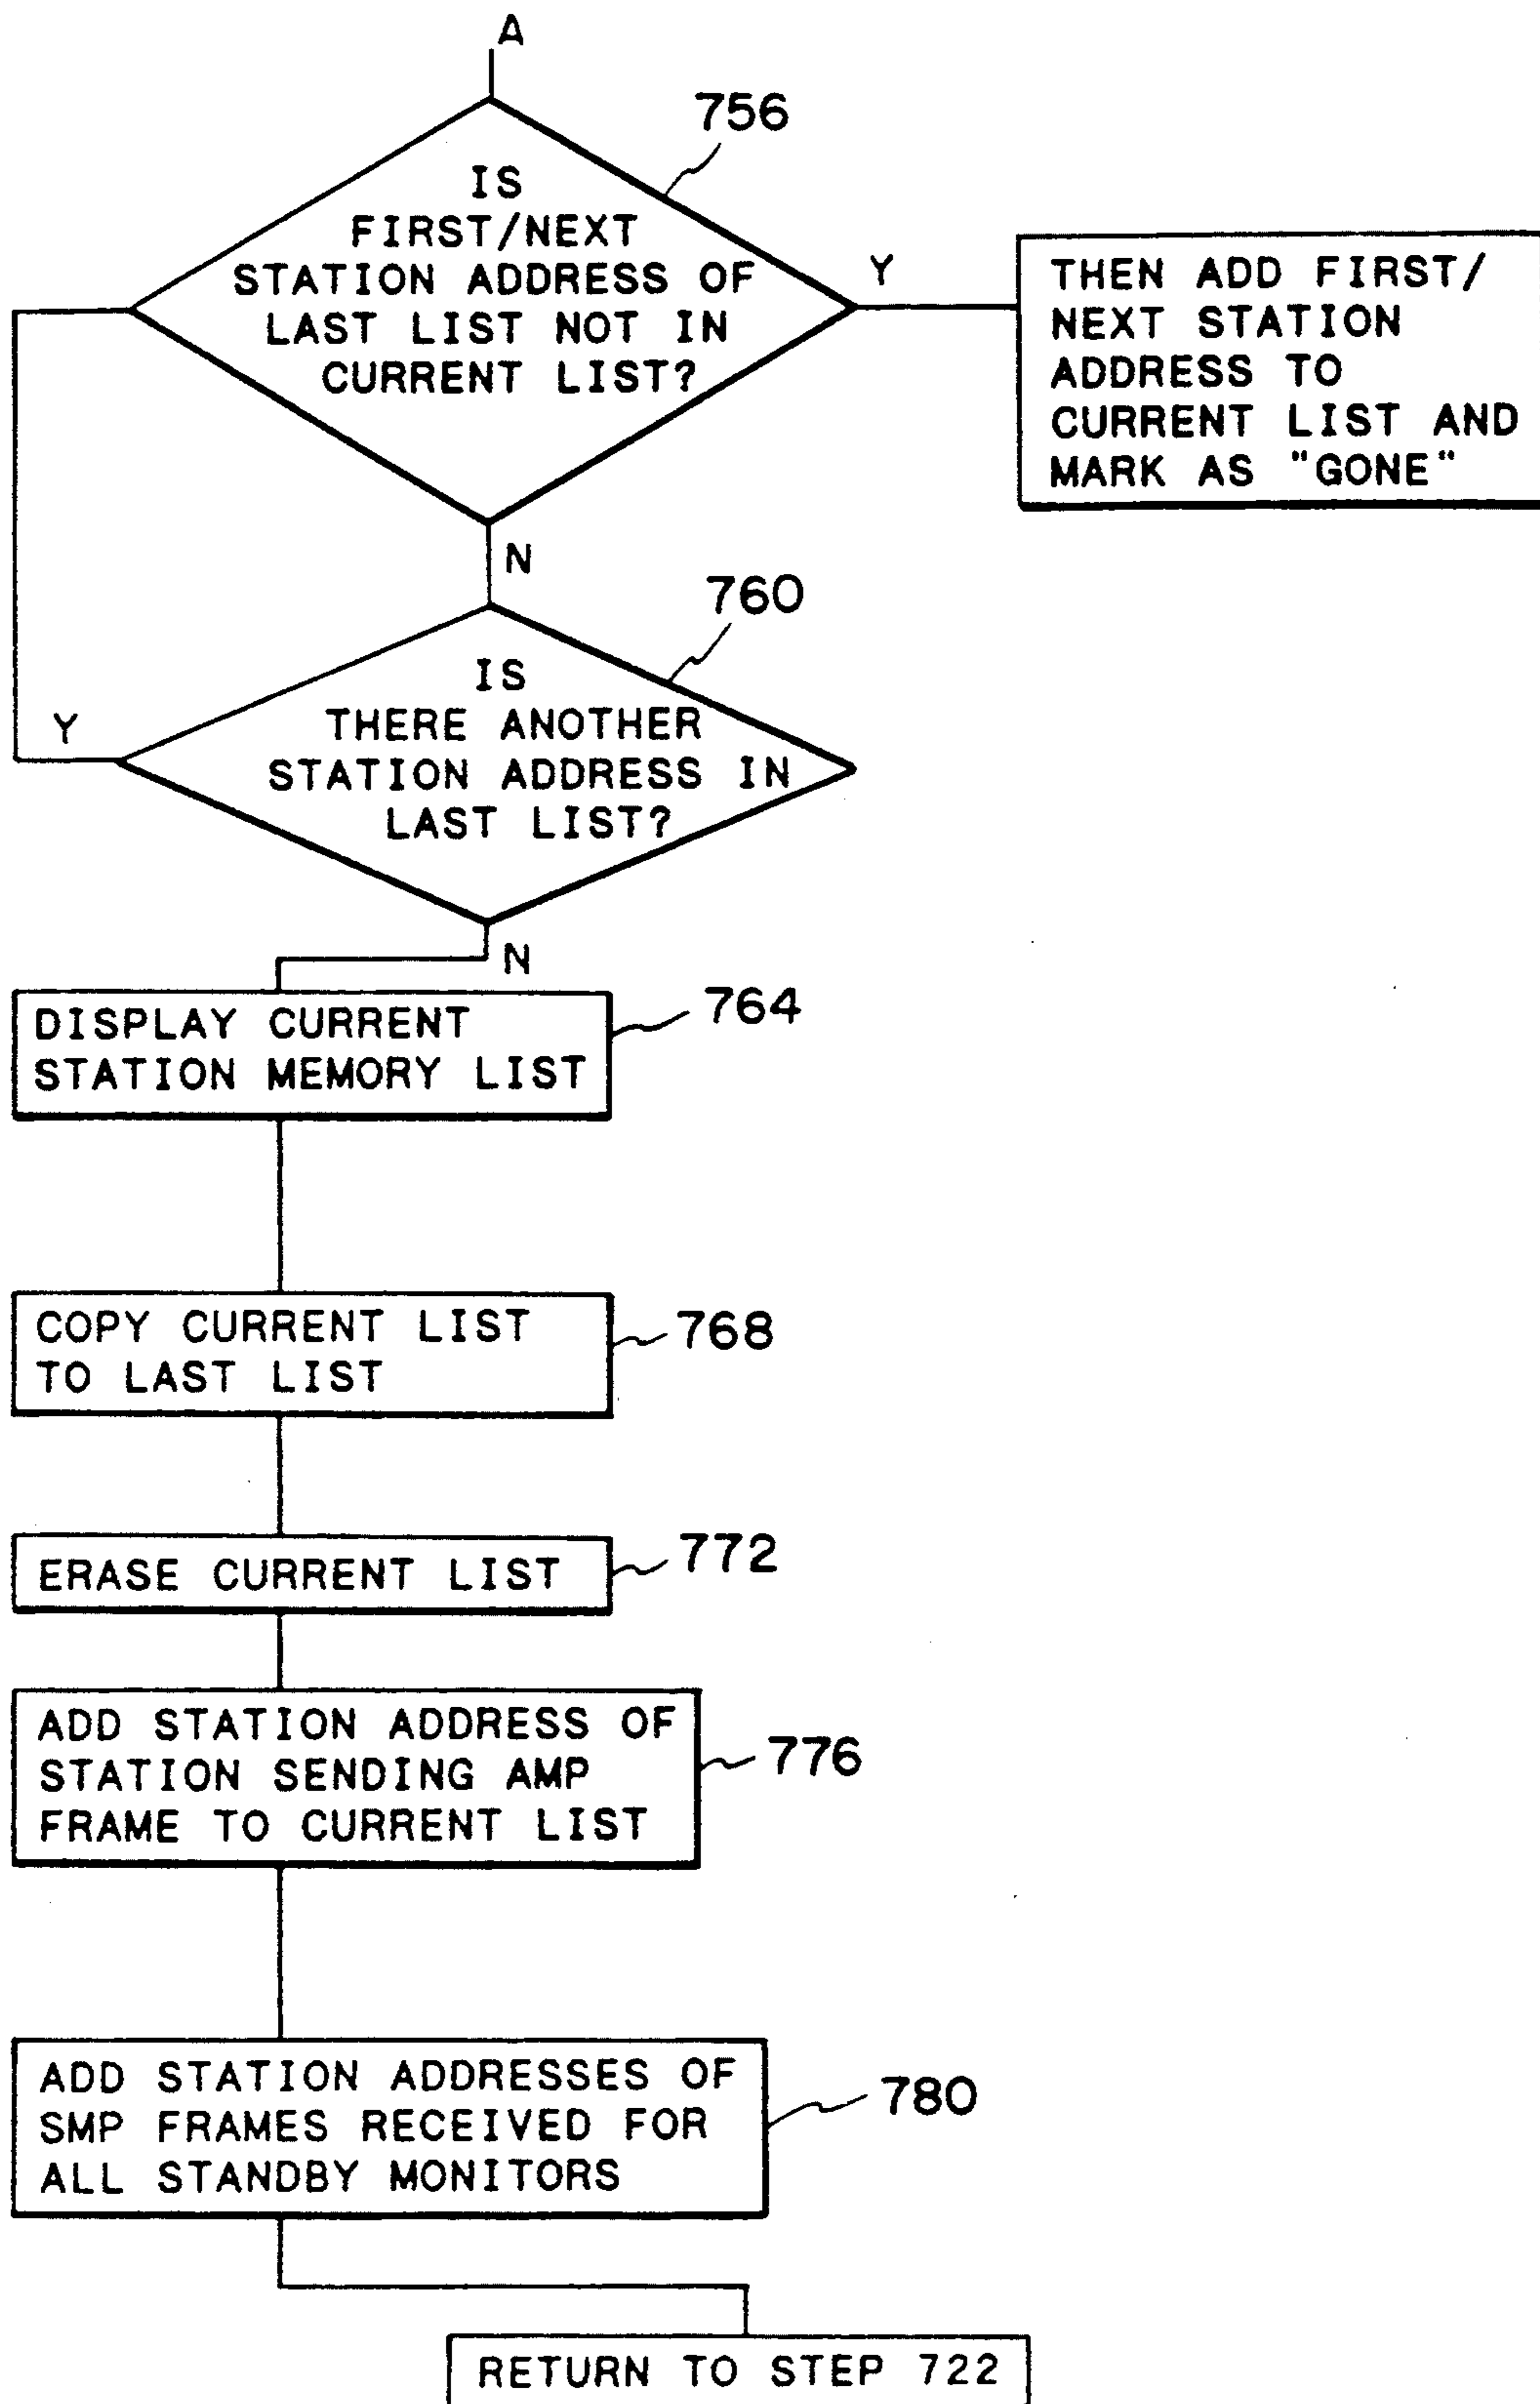 A
756
IS
FIRST/NEXT
STATION ADDRESS OF
LAST LIST NOT IN
CURRENT LIST?
Y
THEN ADD FIRST/
NEXT STATION
ADDRESS TO
CURRENT LIST AND
MARK AS "GONE"
N
760
IS
THERE ANOTHER
STATION ADDRESS IN
LAST LIST?
Y
N
DISPLAY CURRENT
STATION MEMORY LIST
764
COPY CURRENT LIST
TO LAST LIST
768
ERASE CURRENT LIST
772
ADD STATION ADDRESS OF
STATION SENDING AMP
FRAME TO CURRENT LIST
776
ADD STATION ADDRESSES OF
SMP FRAMES RECEIVED FOR
ALL STANDBY MONITORS
780
RETURN TO STEP 722